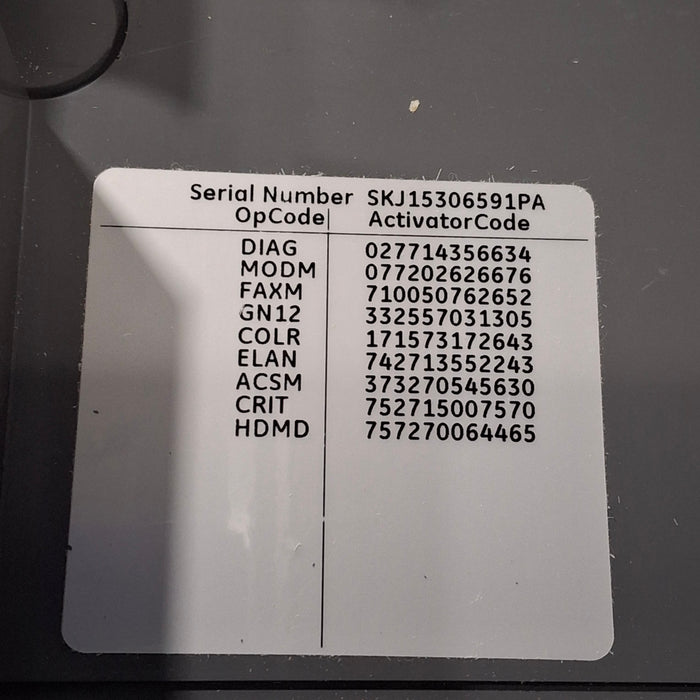 Serial Number SKJ15306591PA
OpCode ActivatorCode
DIAG 027714356634
MODM 077202626676
FAXM 710050762652
GN12 332557031305
COLR 171573172643
ELAN 742713552243
ACSM 373270545630
CRIT 752715007570
HDMD 757270064465